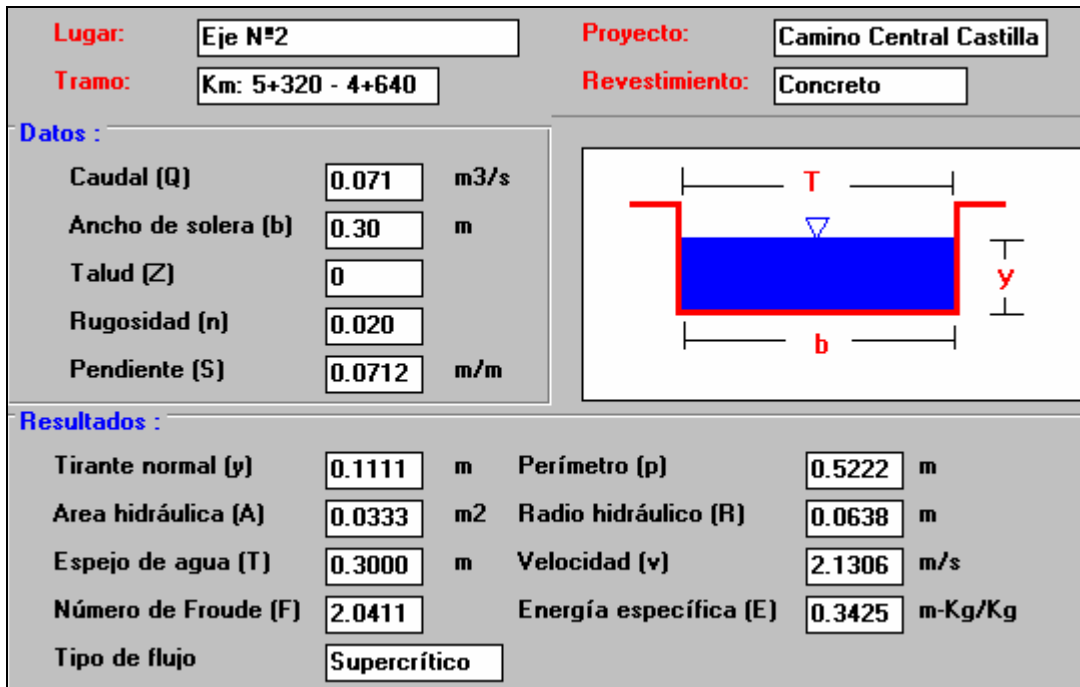 Lugar: Eje Nª2 Proyecto: Camino Central Castilla
Tramo: Km: 5+320 - 4+640 Revestimiento: Concreto
Datos :
Caudal (Q) 0.071 m3/s
Ancho de solera (b) 0.30 m
Talud (Z) 0
Rugosidad (n) 0.020
Pendiente (S) 0.0712 m/m
T
y
b
Resultados :
Tirante normal (y) 0.1111 m Perímetro (p) 0.5222 m
Area hidráulica (A) 0.0333 m2 Radio hidráulico (R) 0.0638 m
Espejo de agua (T) 0.3000 m Velocidad (v) 2.1306 m/s
Número de Froude (F) 2.0411 Energía específica (E) 0.3425 m-Kg/Kg
Tipo de flujo Supercrítico